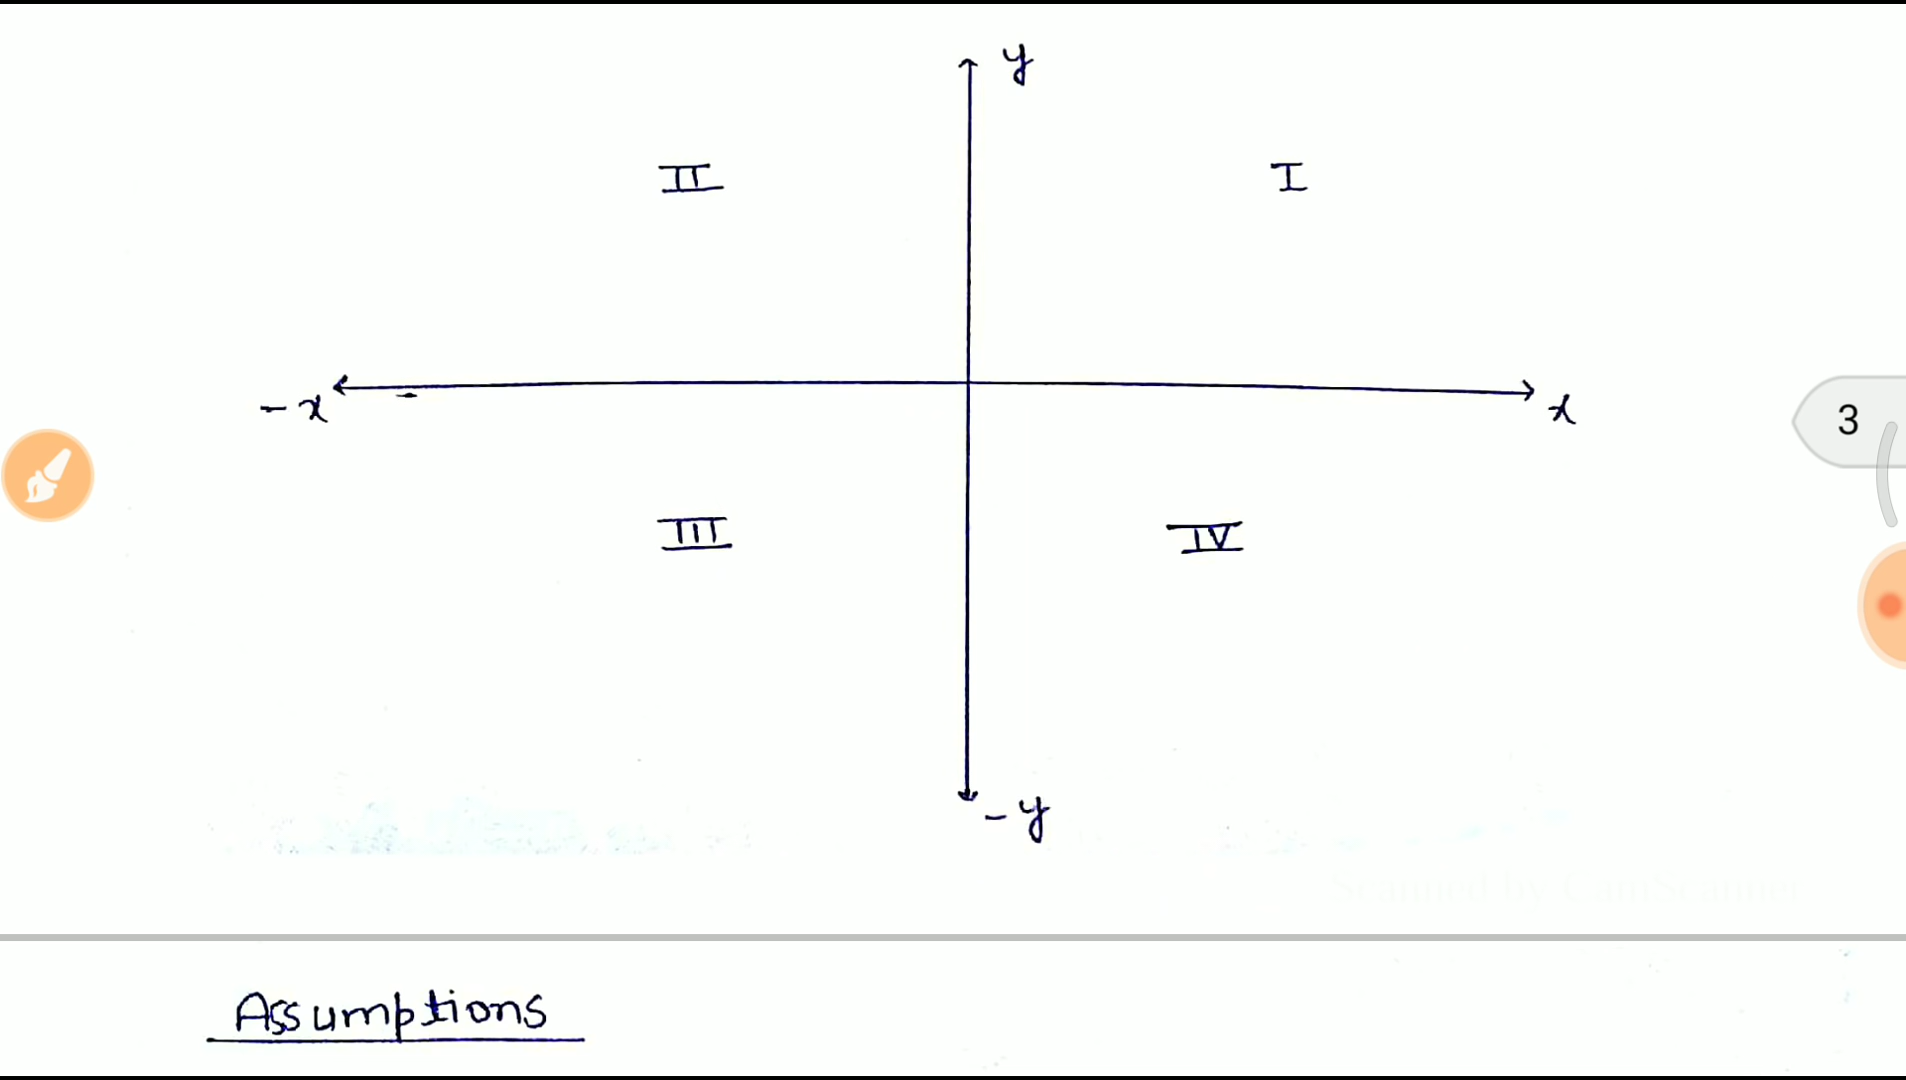 y
II
I
- x
x
3
III
IV
- y
Assumptions